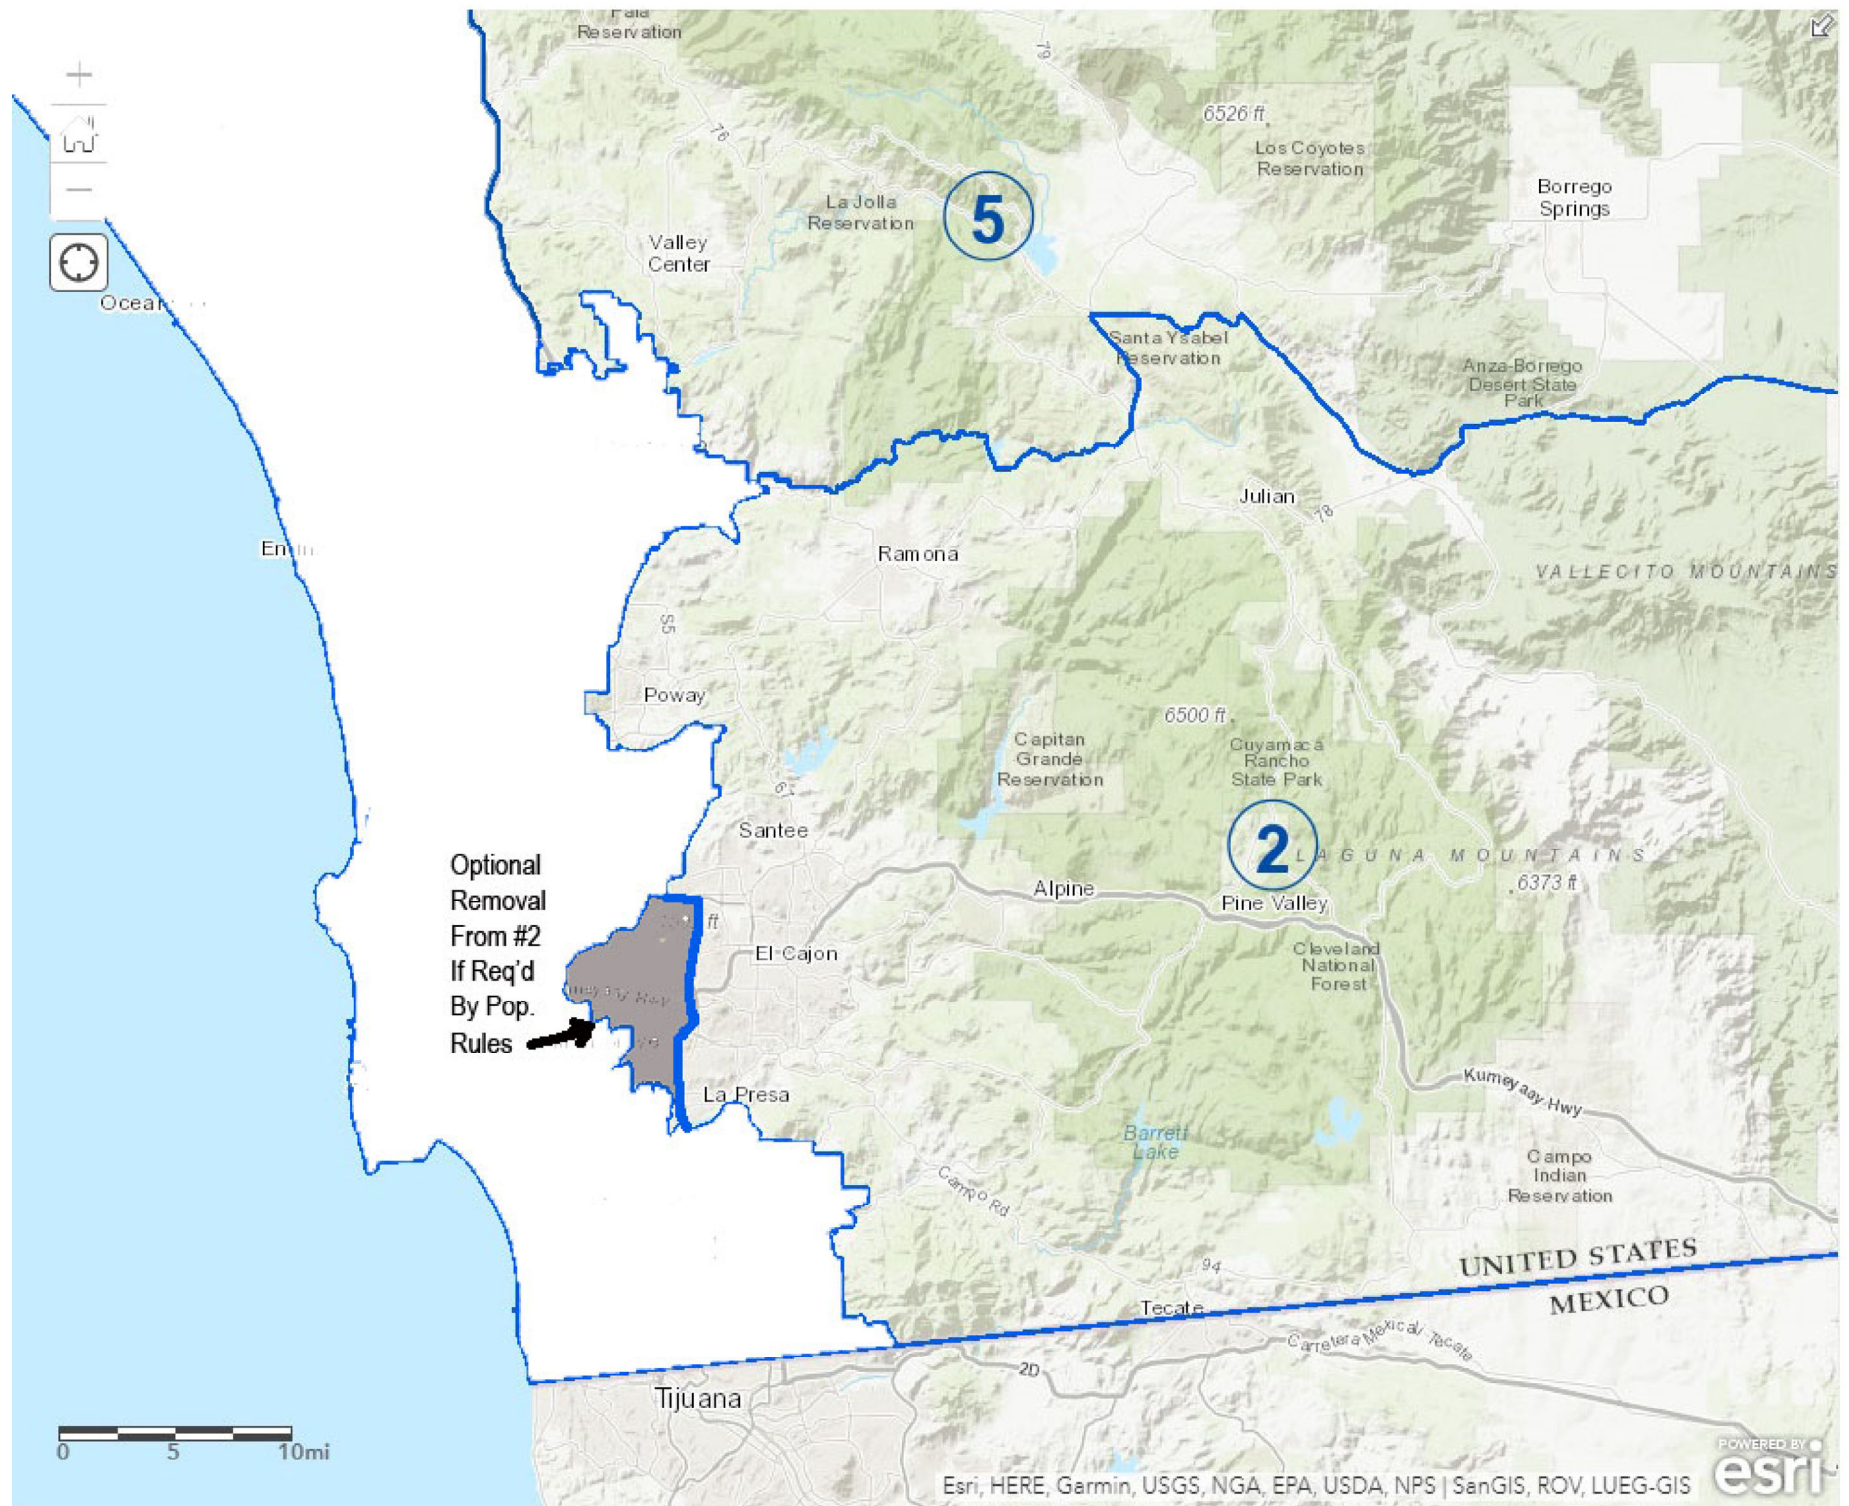 Pala
Reservation
79
6526 ft
Los Coyotes
Reservation
76
Borrego
Springs
La Jolla
Reservation
5
Valley
Center
Santa Ysabel
Reservation
Anza-Borrego
Desert State
Park
Julian
78
Ramona
VALLECITO MOUNTAINS
S5
Poway
6500 ft
Capitan
Grande
Reservation
Cuyamaca
Rancho
State Park
67
Santee
2
LAGUNA MOUNTAINS
6373 ft
Optional
Removal
From #2
If Req'd
By Pop.
Rules
Alpine
Pine Valley
ft
El Cajon
Cleveland
National
Forest
La Presa
Kumeyaay Hwy
Barrett
Lake
Campo
Indian
Reservation
Campo Rd
94
UNITED STATES
MEXICO
Tecate
Carretera Mexicali Tecate
2D
Tijuana
0 5 10mi
POWERED BY
esri
Esri, HERE, Garmin, USGS, NGA, EPA, USDA, NPS | SanGIS, ROV, LUEG-GIS